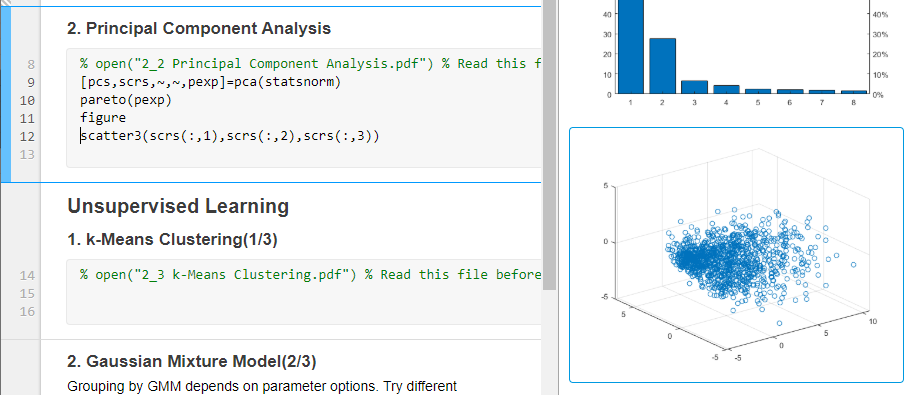 2. Principal Component Analysis
8 % open("2_2 Principal Component Analysis.pdf") % Read this f
9 [pcs,scrs,~,~,pexp]=pca(statsnorm)
10 pareto(pexp)
11 figure
12 scatter3(scrs(:,1),scrs(:,2),scrs(:,3))
13
Unsupervised Learning
1. k-Means Clustering(1/3)
14 % open("2_3 k-Means Clustering.pdf") % Read this file before
15
16
2. Gaussian Mixture Model(2/3)
Grouping by GMM depends on parameter options. Try different
40 40%
30 30%
20 20%
10 10%
0 0%
1 2 3 4 5 6 7 8
5
0
-5
5 0 -5
-5 0 5 10